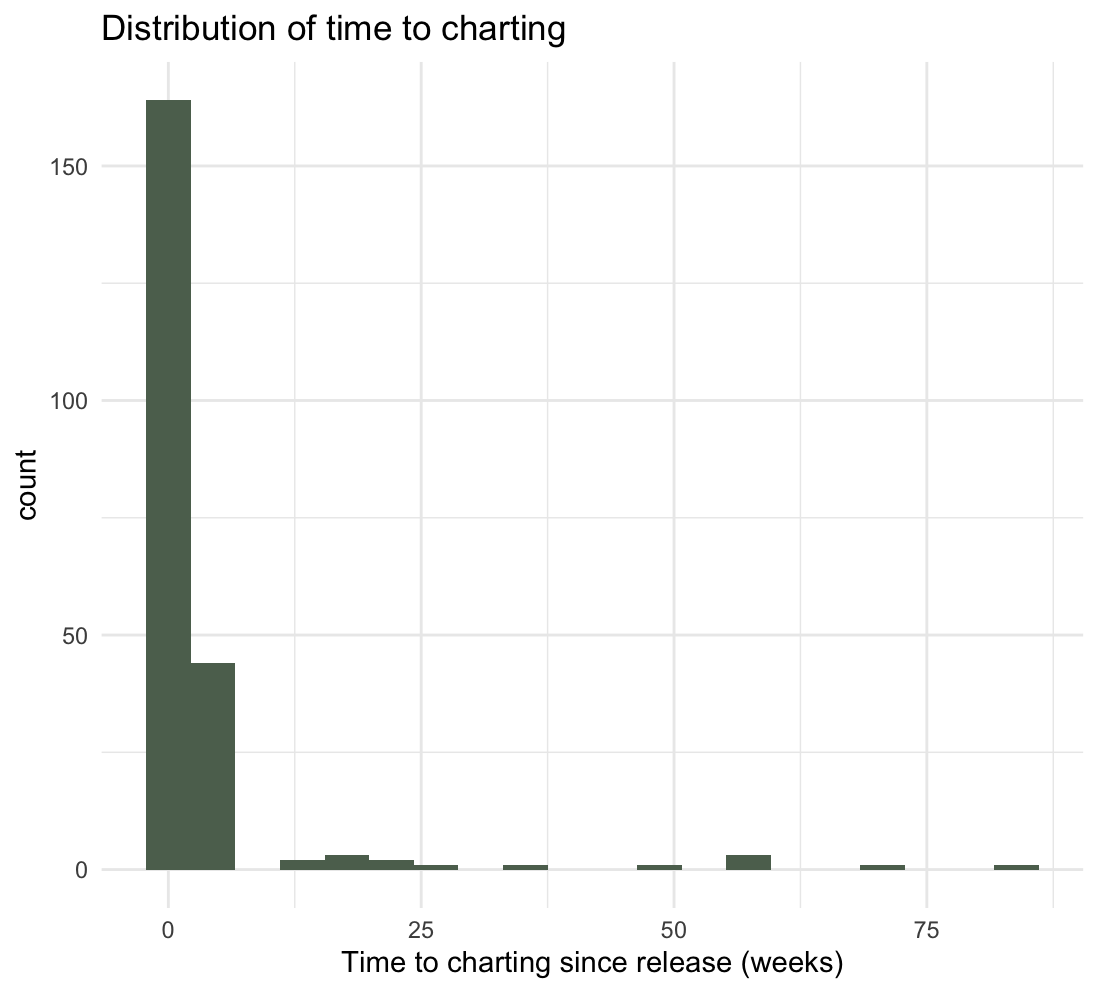 Distribution of time to charting
150
100
50
0
count
0 25 50 75
Time to charting since release (weeks)